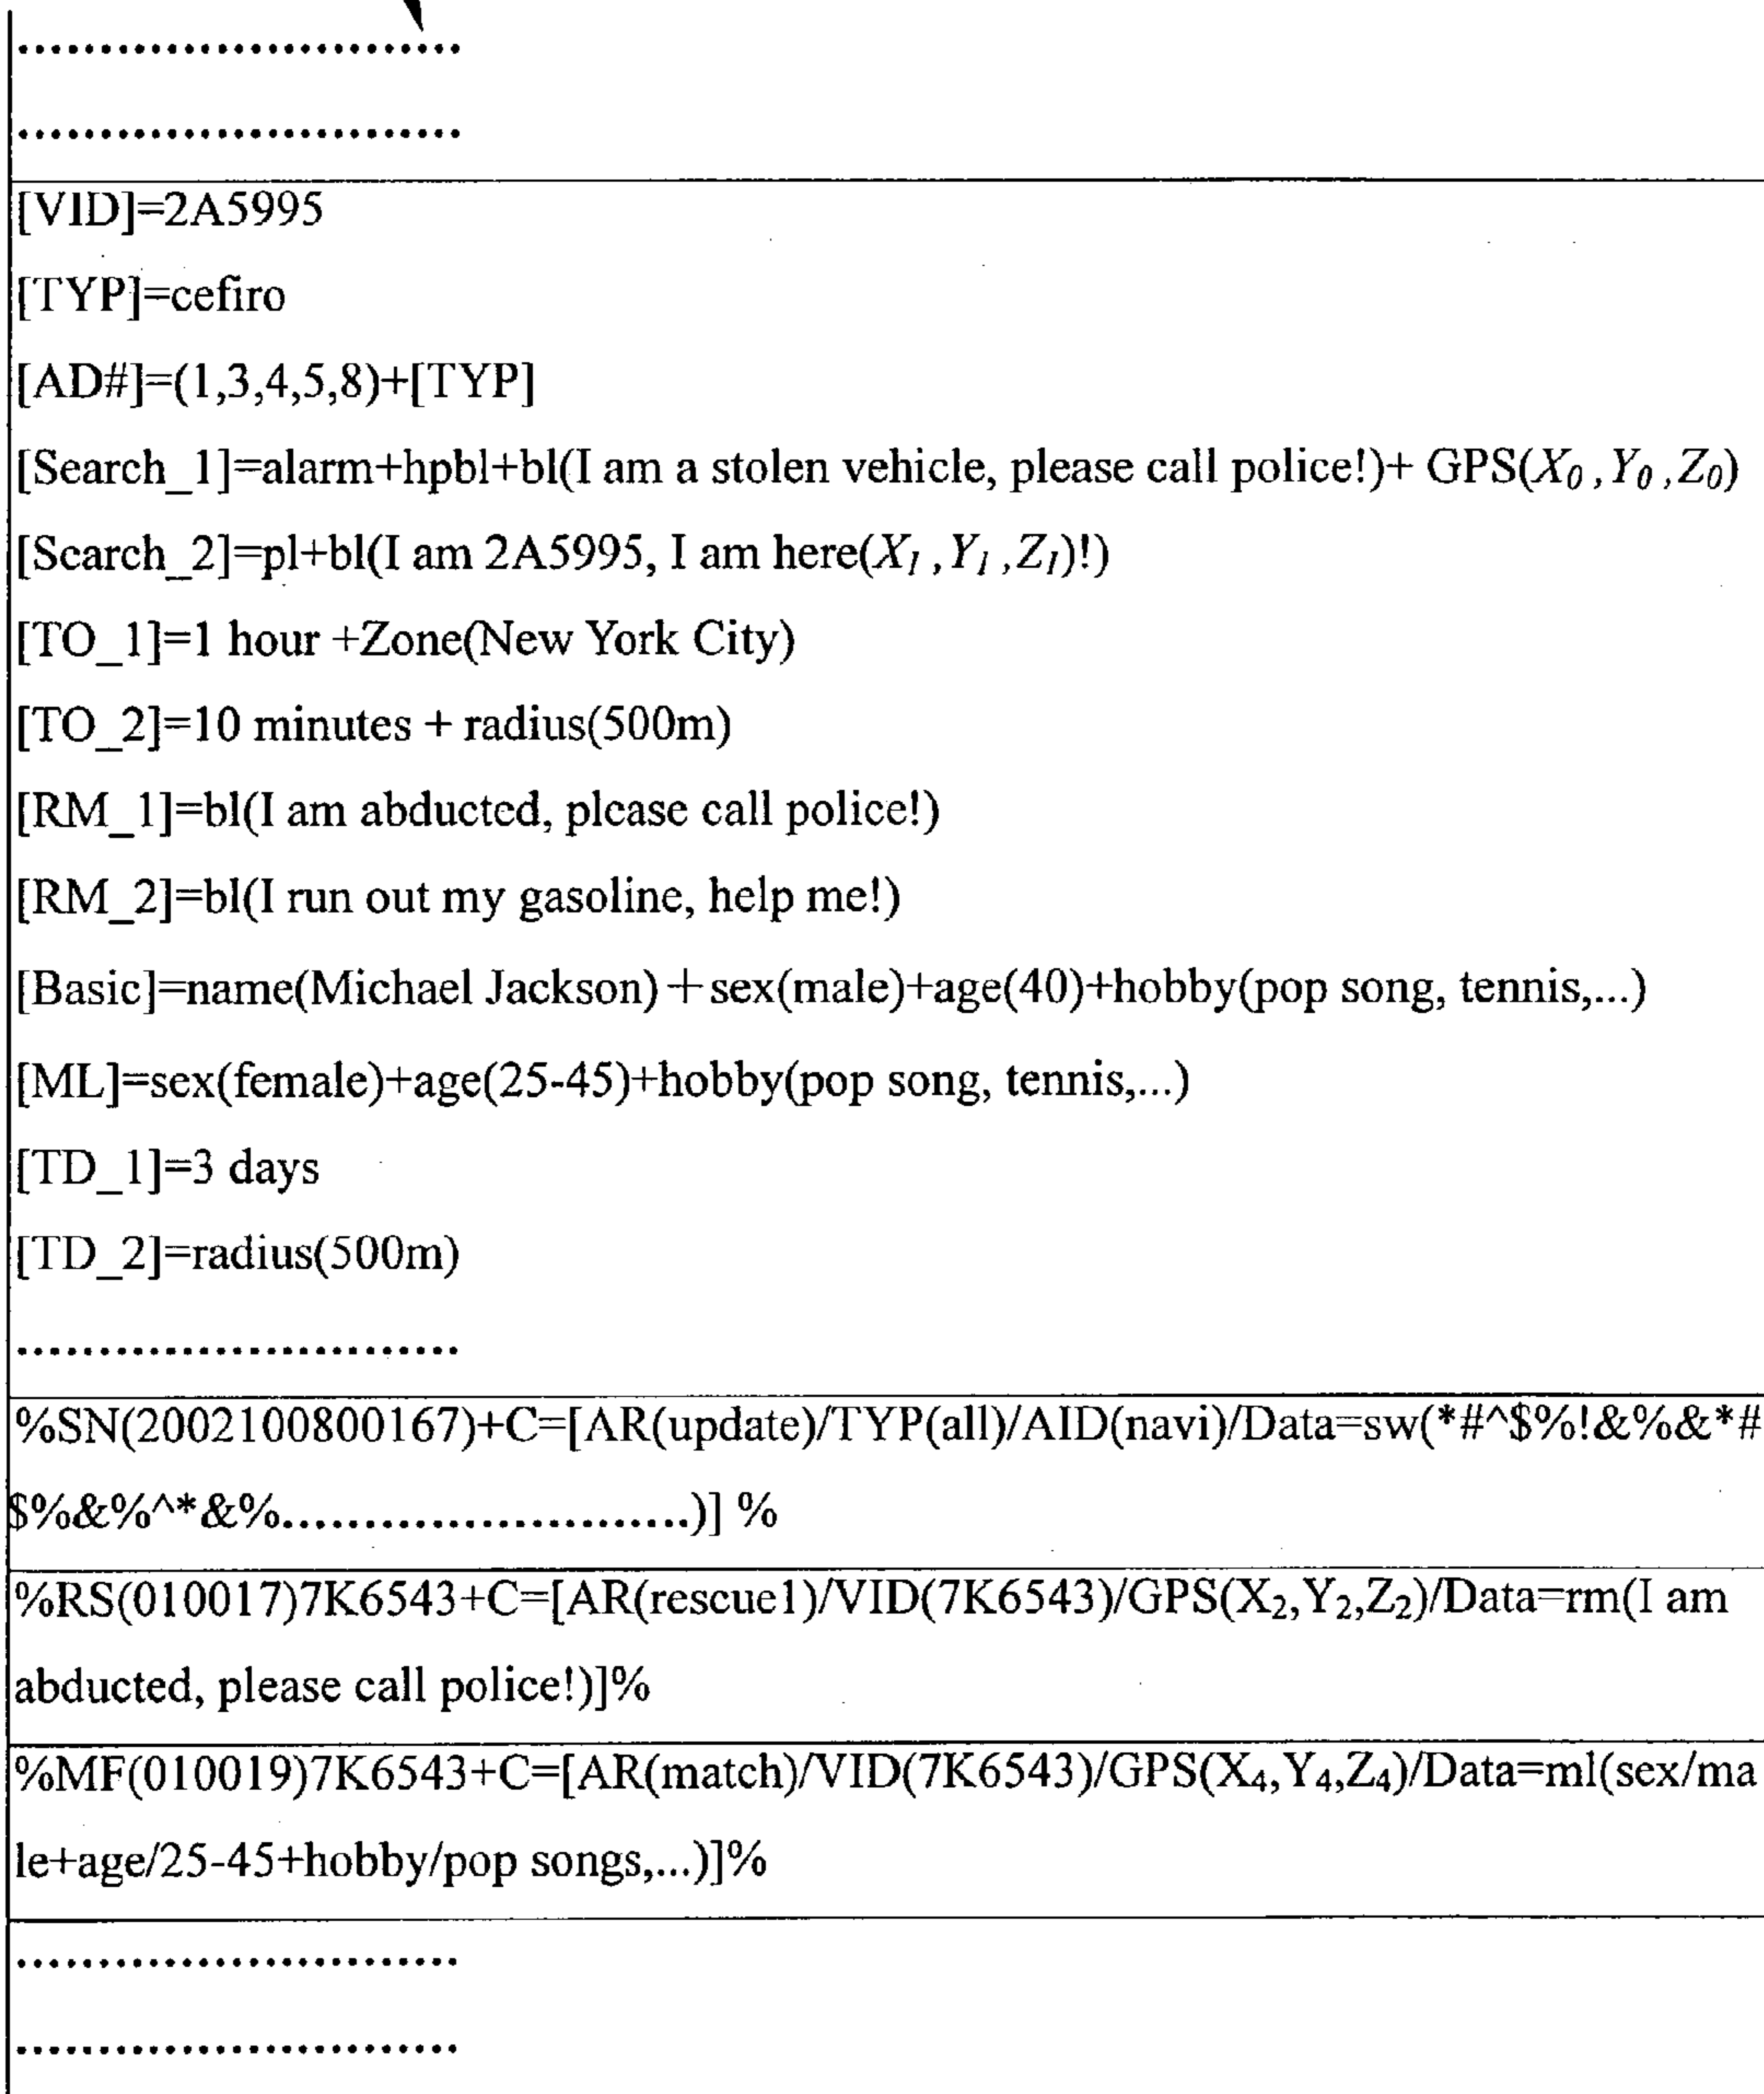 ...........................
...........................
[VID]=2A5995
[TYP]=cefiro
[AD#]=(1,3,4,5,8)+[TYP]
[Search_1]=alarm+hpbl+bl(I am a stolen vehicle, please call police!)+ GPS(X₀ ,Y₀ ,Z₀)
[Search_2]=pl+bl(I am 2A5995, I am here(X₁ ,Y₁ ,Z₁)!)
[TO_1]=1 hour +Zone(New York City)
[TO_2]=10 minutes + radius(500m)
[RM_1]=bl(I am abducted, please call police!)
[RM_2]=bl(I run out my gasoline, help me!)
[Basic]=name(Michael Jackson)+sex(male)+age(40)+hobby(pop song, tennis,...)
[ML]=sex(female)+age(25-45)+hobby(pop song, tennis,...)
[TD_1]=3 days
[TD_2]=radius(500m)
...........................
%SN(2002100800167)+C=[AR(update)/TYP(all)/AID(navi)/Data=sw(*#^$%!&%&*#
$%&%^*&%.........................)] %
%RS(010017)7K6543+C=[AR(rescue1)/VID(7K6543)/GPS(X₂,Y₂,Z₂)/Data=rm(I am
abducted, please call police!)]%
%MF(010019)7K6543+C=[AR(match)/VID(7K6543)/GPS(X₄,Y₄,Z₄)/Data=ml(sex/ma
le+age/25-45+hobby/pop songs,...)]%
...........................
...........................